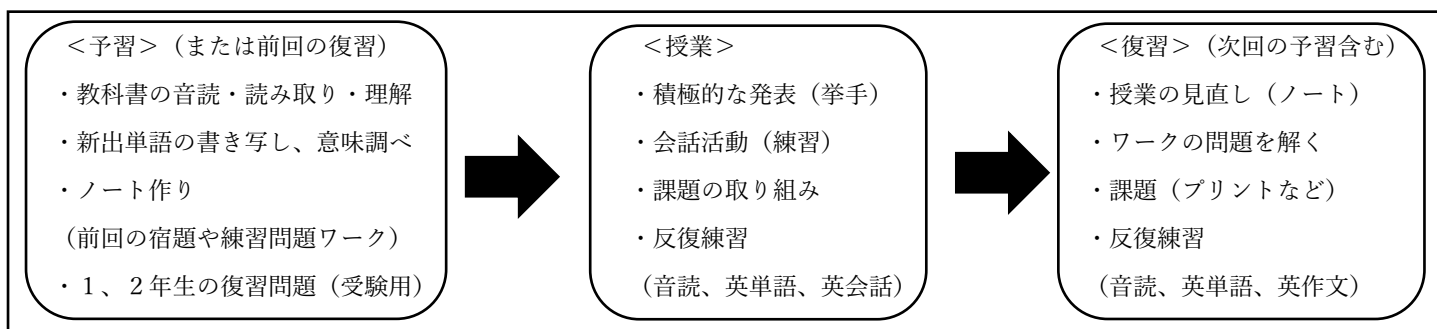 ＜予習＞（または前回の復習）
・教科書の音読・読み取り・理解
・新出単語の書き写し、意味調べ
・ノート作り
（前回の宿題や練習問題ワーク）
・１、２年生の復習問題（受験用）
＜授業＞
・積極的な発表（挙手）
・会話活動（練習）
・課題の取り組み
・反復練習
（音読、英単語、英会話）
＜復習＞（次回の予習含む）
・授業の見直し（ノート）
・ワークの問題を解く
・課題（プリントなど）
・反復練習
（音読、英単語、英作文）